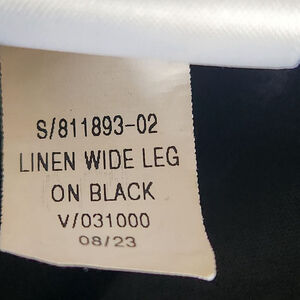 S/811893-02
LINEN WIDE LEG
ON BLACK
V/031000
08/23